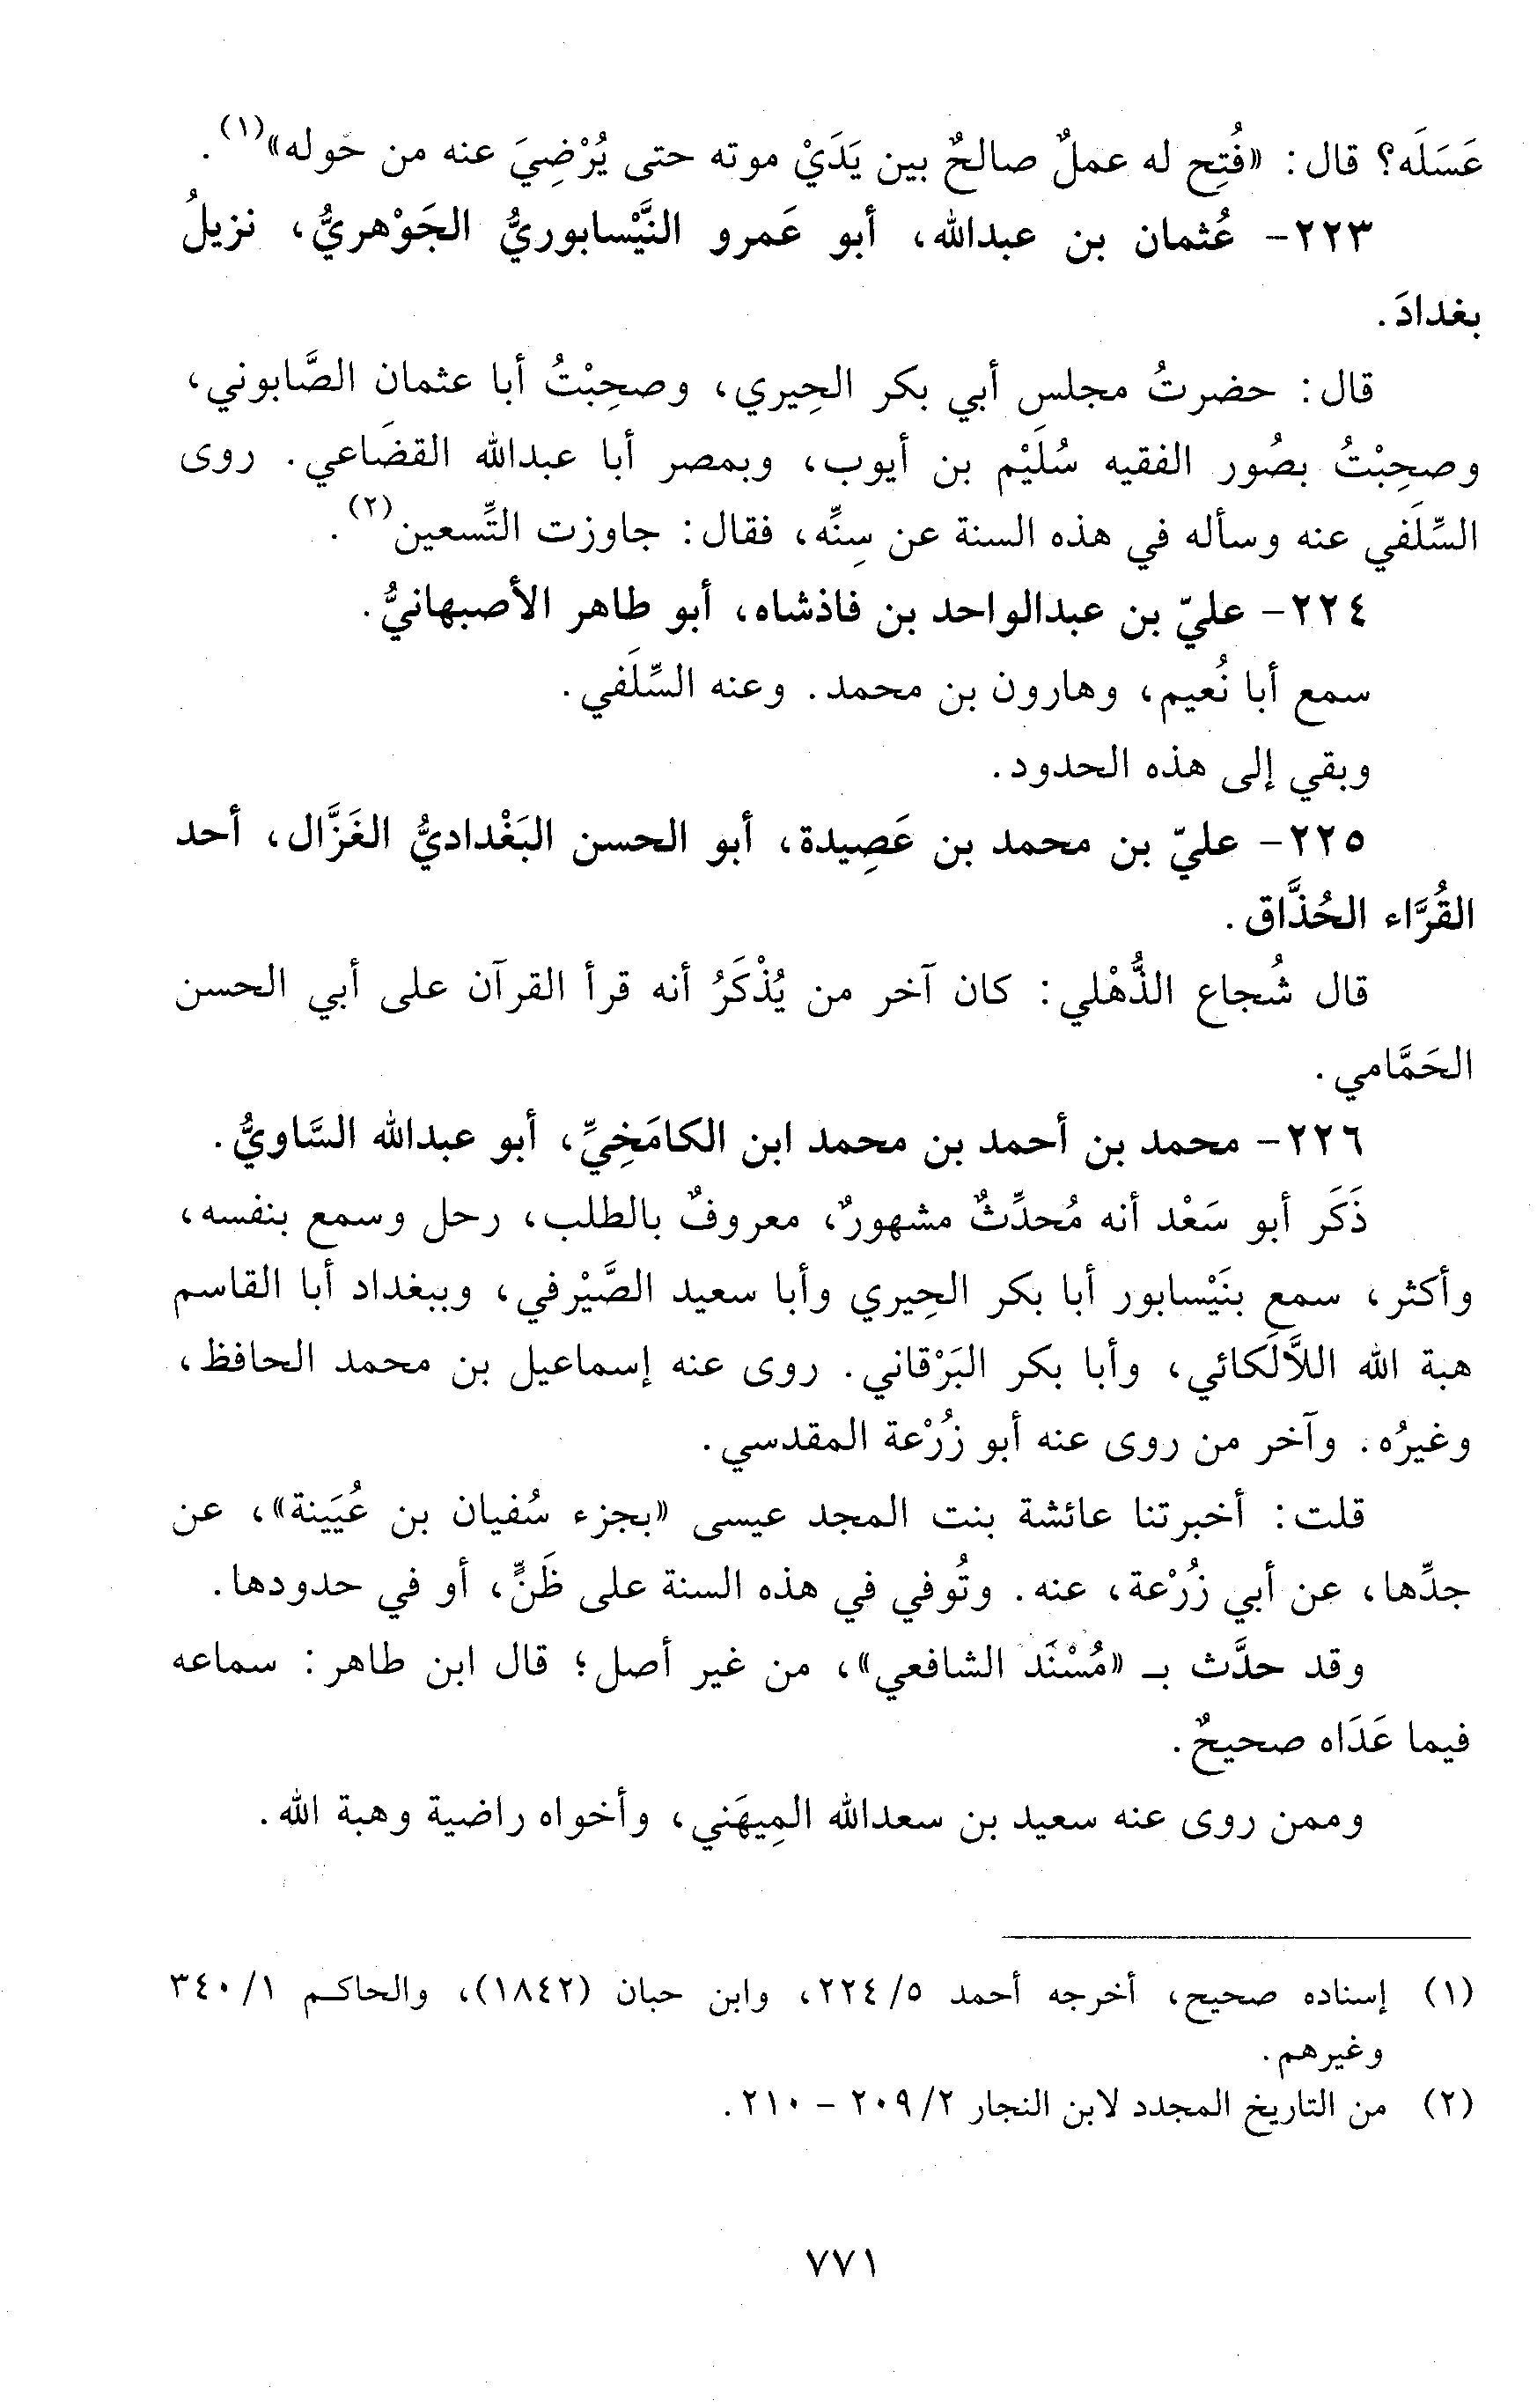 عَسَلَه؟ قال: «فُتِح له عملٌ صالحٌ بين يَدَيْ موته حتى يُرْضِيَ عنه من حَوله»(١).
٢٢٣- عُثمان بن عبدالله، أبو عَمرو النَّيْسابوريُّ الجَوْهريُّ، نزيلُ
بغدادَ.
قال: حضرتُ مجلس أبي بكر الحِيري، وصحِبْتُ أبا عثمان الصَّابوني،
وصحِبْتُ بصُور الفقيه سُلَيْم بن أيوب، وبمصر أبا عبدالله القضَاعي. روى
السِّلَفي عنه وسأله في هذه السنة عن سِنِّه، فقال: جاوزت التِّسعين(٢).
٢٢٤- عليّ بن عبدالواحد بن فاذشاه، أبو طاهر الأصبهانيُّ.
سمع أبا نُعيم، وهارون بن محمد. وعنه السِّلَفي.
وبقي إلى هذه الحدود.
٢٢٥- عليّ بن محمد بن عَصِيدة، أبو الحسن البَغْداديُّ الغَزَّال، أحد
القُرَّاء الحُذَّاق.
قال شُجاع الذُّهْلي: كان آخر من يُذْكَرُ أنه قرأ القرآن على أبي الحسن
الحَمَّامي.
٢٢٦- محمد بن أحمد بن محمد ابن الكامَخِيِّ، أبو عبدالله السَّاويُّ.
ذَكَر أبو سَعْد أنه مُحدِّثٌ مشهورٌ، معروفٌ بالطلب، رحل وسمع بنفسه،
وأكثر، سمع بنَيْسابور أبا بكر الحِيري وأبا سعيد الصَّيْرفي، وببغداد أبا القاسم
هبة الله اللاَّلَكائي، وأبا بكر البَرْقاني. روى عنه إسماعيل بن محمد الحافظ،
وغيرُه. وآخر من روى عنه أبو زُرْعة المقدسي.
قلت: أخبرتنا عائشة بنت المجد عيسى «بجزء سُفيان بن عُيَينة»، عن
جدِّها، عن أبي زُرْعة، عنه. وتُوفي في هذه السنة على ظَنٍّ، أو في حدودها.
وقد حدَّث بـ «مُسْنَد الشافعي»، من غير أصل؛ قال ابن طاهر: سماعه
فيما عَدَاه صحيحٌ.
وممن روى عنه سعيد بن سعدالله المِيهَني، وأخواه راضية وهبة الله.
(١) إسناده صحيح، أخرجه أحمد ٥/ ٢٢٤، وابن حبان (١٨٤٢)، والحاكم ١/ ٣٤٠
وغيرهم.
(٢) من التاريخ المجدد لابن النجار ٢/ ٢٠٩ - ٢١٠.
٧٧١